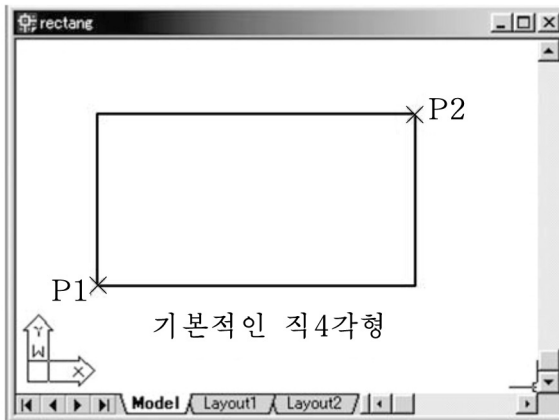 rectang
P2
P1
기본적인 직4각형
Y
W
X
Model Layout1 Layout2